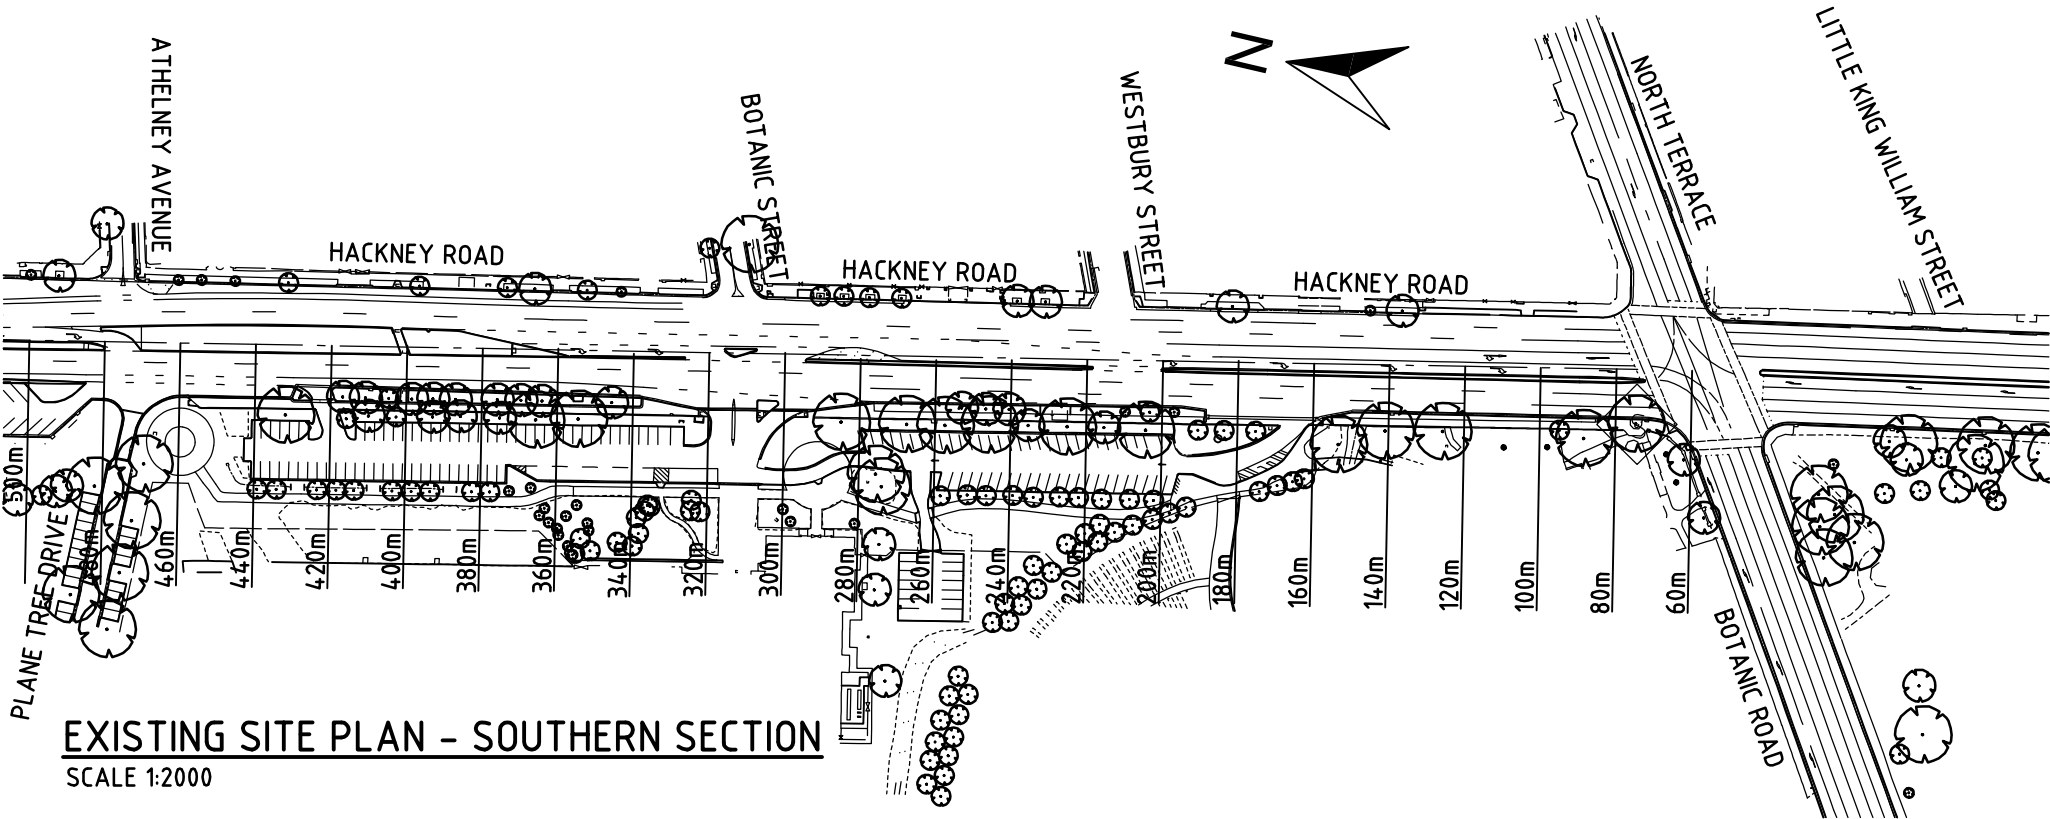 ATHELNEY AVENUE
BOTANIC STREET
WESTBURY STREET
N
NORTH TERRACE
LITTLE KING WILLIAM STREET
HACKNEY ROAD
HACKNEY ROAD
HACKNEY ROAD
500m
480m
460m
440m
420m
400m
380m
360m
340m
320m
300m
280m
260m
240m
220m
200m
180m
160m
140m
120m
100m
80m
60m
PLANE TREE DRIVE
BOTANIC ROAD
EXISTING SITE PLAN - SOUTHERN SECTION
SCALE 1:2000